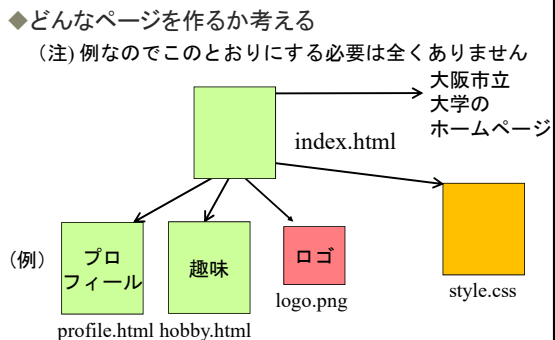 ◆どんなページを作るか考える
（注) 例なのでこのとおりにする必要は全くありません
大阪市立
大学の
ホームページ
index.html
（例）
プロ
フィール
趣味
ロゴ
logo.png
style.css
profile.html hobby.html